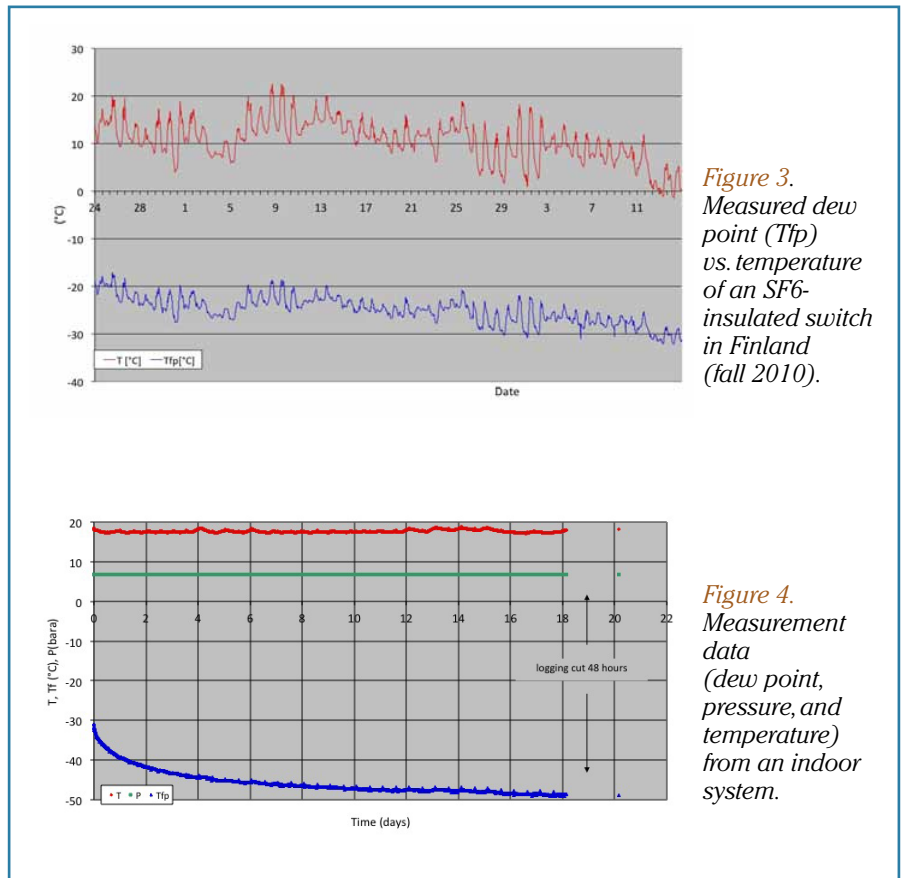 30
20
10
0
-10
-20
-30
-40
(°C)
24 28 1 5 9 13 17 21 25 29 3 7 11
T [°C] Tfp[°C]
Date
Figure 3.
Measured dew
point (Tfp)
vs. temperature
of an SF6-
insulated switch
in Finland
(fall 2010).
20
10
0
-10
-20
-30
-40
-50
T, Tf (°C), P(bara)
0 2 4 6 8 10 12 14 16 18 20 22
logging cut 48 hours
T P Tfp
Time (days)
Figure 4.
Measurement
data
(dew point,
pressure, and
temperature)
from an indoor
system.